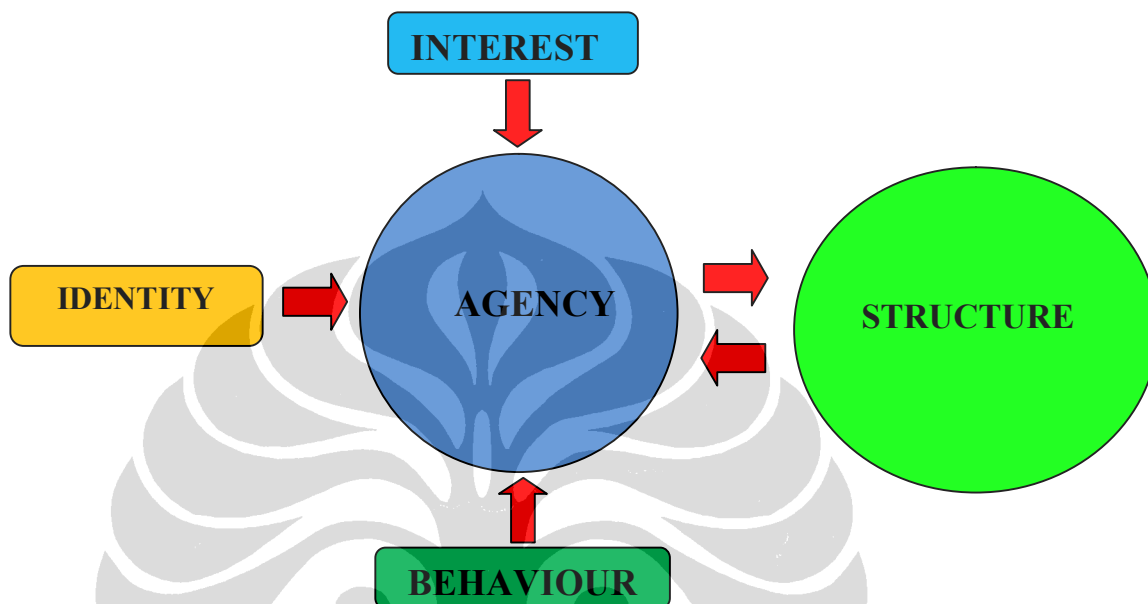 INTEREST
IDENTITY
AGENCY
STRUCTURE
BEHAVIOUR